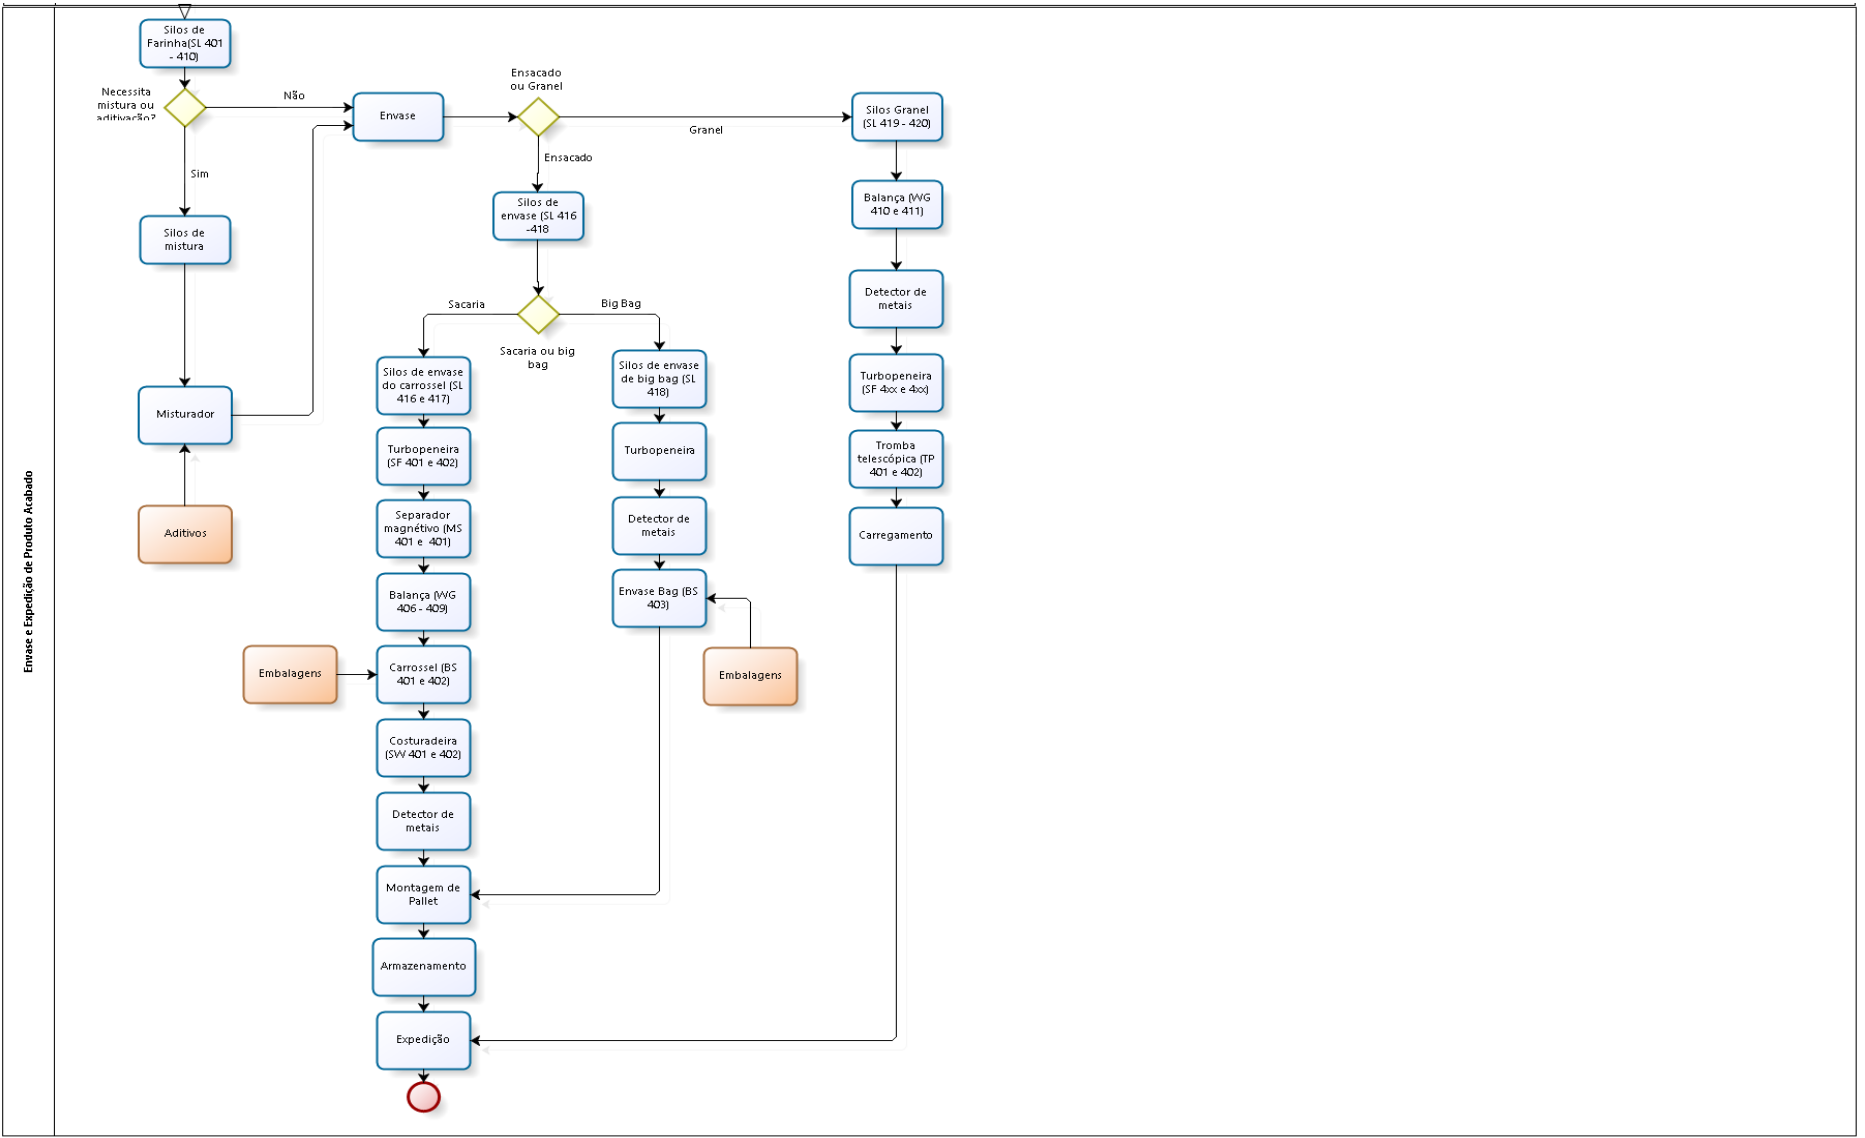 Envase e Expedição de Produto Acabado
Silos de
Farinha(SL 401
- 410)
Necessita
mistura ou
aditivação?
Não
Sim
Silos de
mistura
Misturador
Aditivos
Envase
Ensacado
ou Granel
Granel
Ensacado
Silos de
envase (SL 416
-418
Sacaria
Big Bag
Sacaria ou big
bag
Silos de envase
do carrossel (SL
416 e 417)
Turbopeneira
(SF 401 e 402)
Separador
magnétivo (MS
401 e 401)
Balança (WG
406 - 409)
Embalagens
Carrossel (BS
401 e 402)
Costuradeira
(SW 401 e 402)
Detector de
metais
Montagem de
Pallet
Armazenamento
Expedição
Silos de envase
de big bag (SL
418)
Turbopeneira
Detector de
metais
Envase Bag (BS
403)
Embalagens
Silos Granel
(SL 419 - 420)
Balança (WG
410 e 411)
Detector de
metais
Turbopeneira
(SF 4xx e 4xx)
Tromba
telescópica (TP
401 e 402)
Carregamento